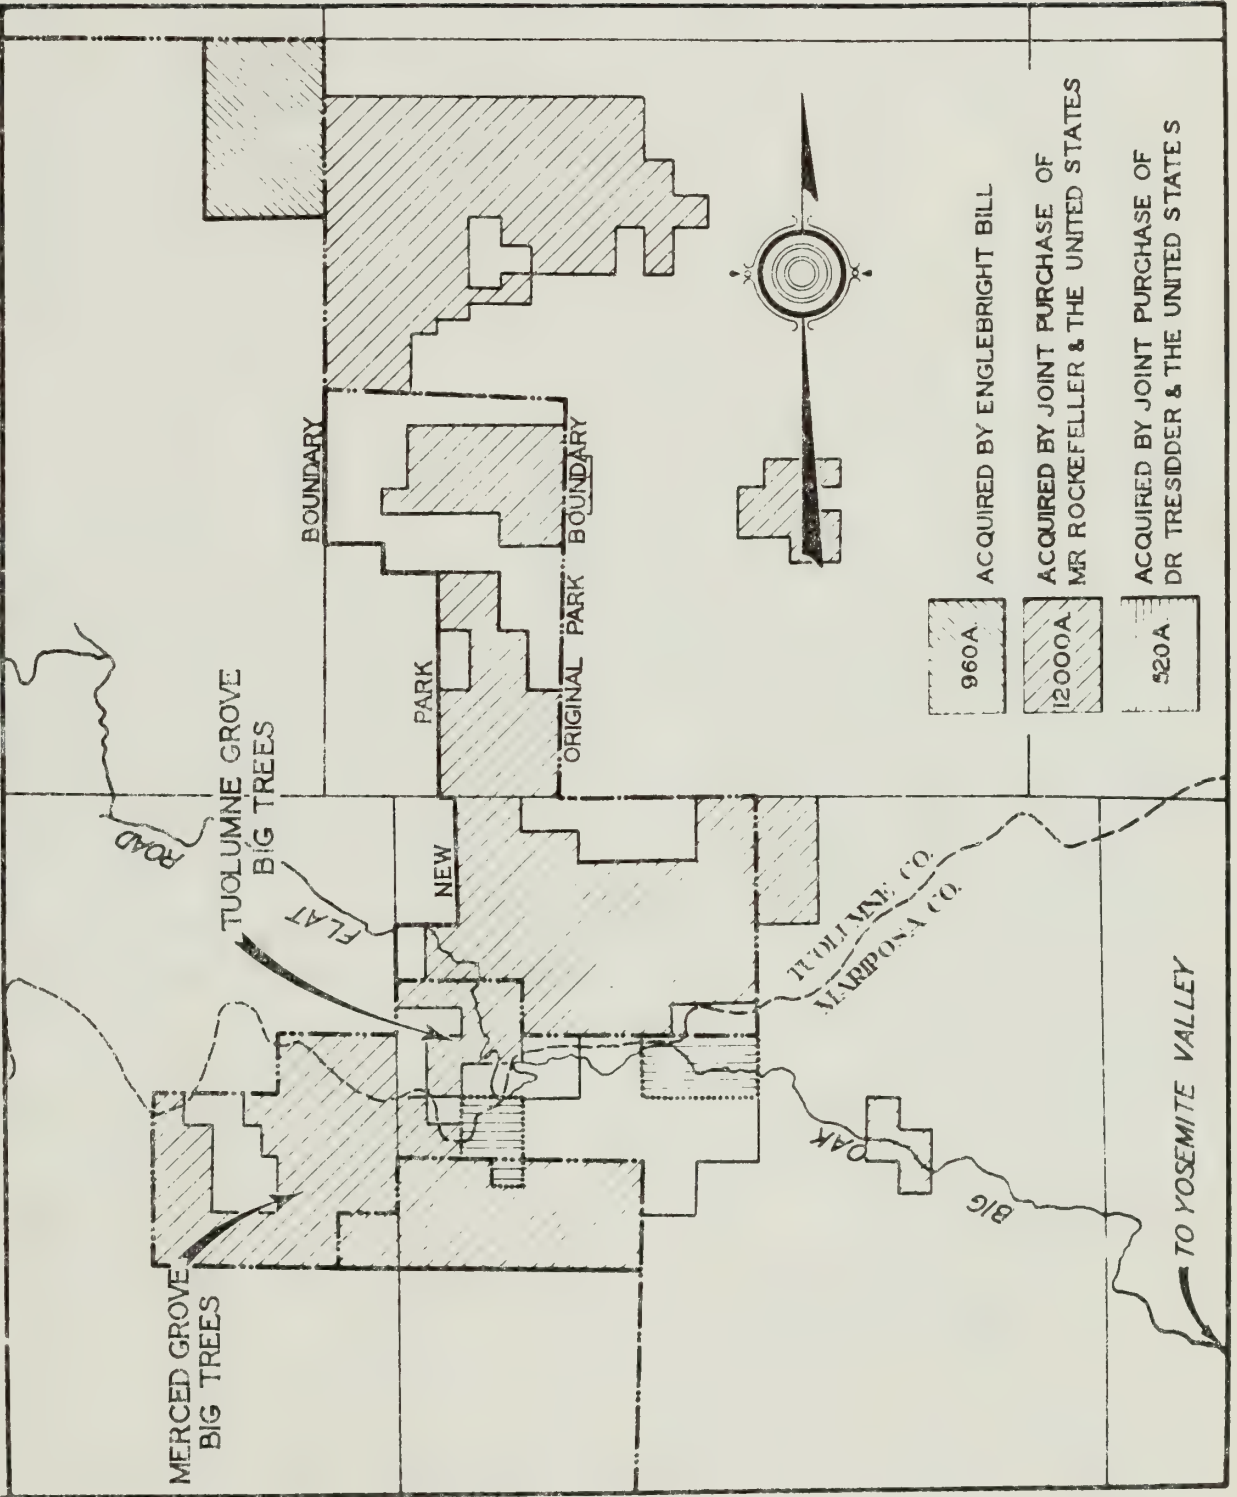 BOUNDARY
PARK
NEW
ORIGINAL PARK BOUNDARY
TUOLUMNE GROVE
BIG TREES
MERCED GROVE
BIG TREES
BIG
OAK
FLAT
ROAD
TUOLUMNE CO.
MARIPOSA CO.
TO YOSEMITE VALLEY
960A.
ACQUIRED BY ENGLEBRIGHT BILL
12000A
ACQUIRED BY JOINT PURCHASE OF
MR ROCKEFELLER & THE UNITED STATES
520A
ACQUIRED BY JOINT PURCHASE OF
DR TRESIDDER & THE UNITED STATES